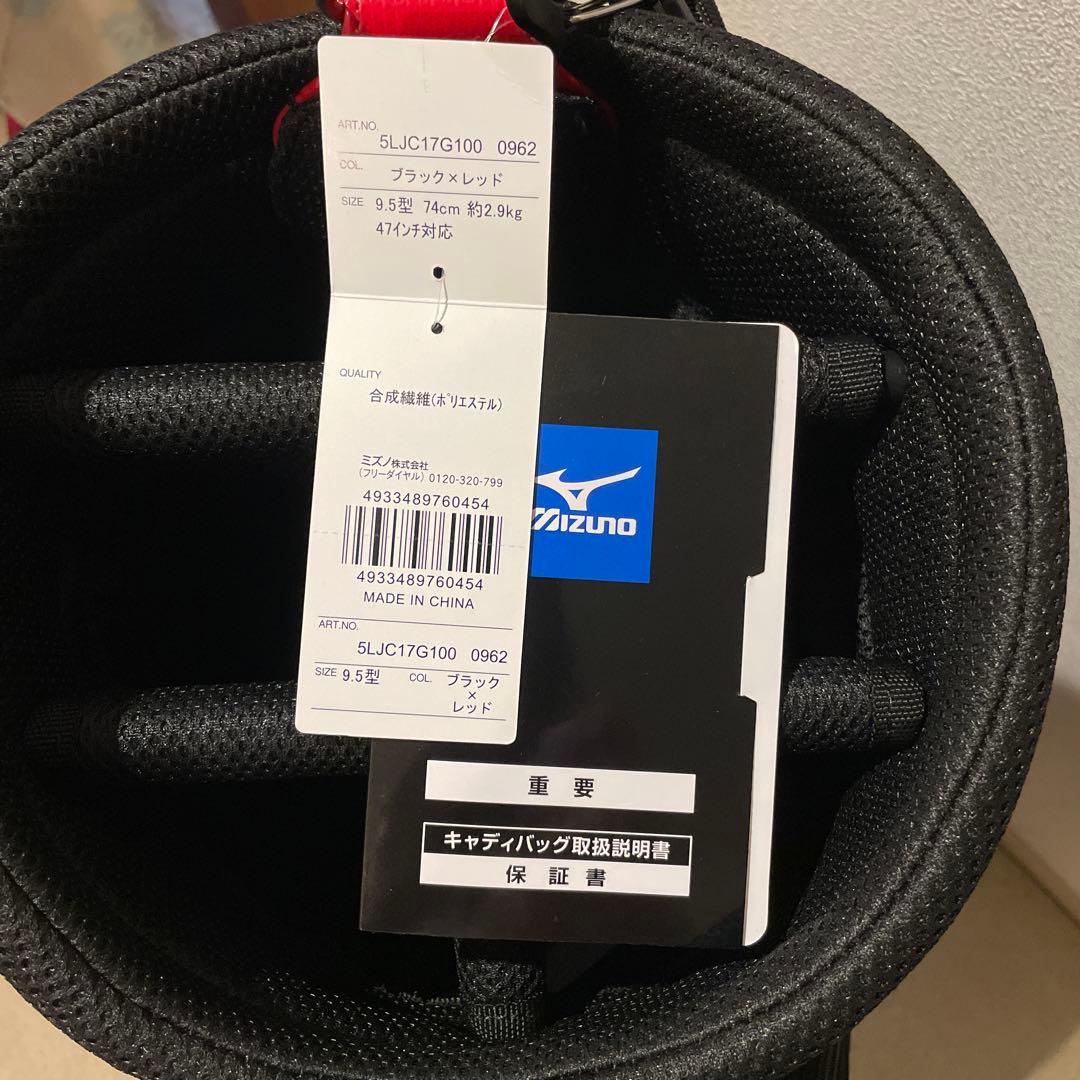 ART.NO.
5LJC17G100 0962
COL.
ブラック×レッド
SIZE 9.5型 74cm 約2.9kg
47インチ対応
QUALITY
合成繊維(ポリエステル)
ミズノ株式会社
(フリーダイヤル) 0120-320-799
4933489760454
4933489760454
MADE IN CHINA
ART.NO.
5LJC17G100 0962
SIZE 9.5型 COL. ブラック
×
レッド
MIZUNO
重要
キャディバッグ取扱説明書
保証書